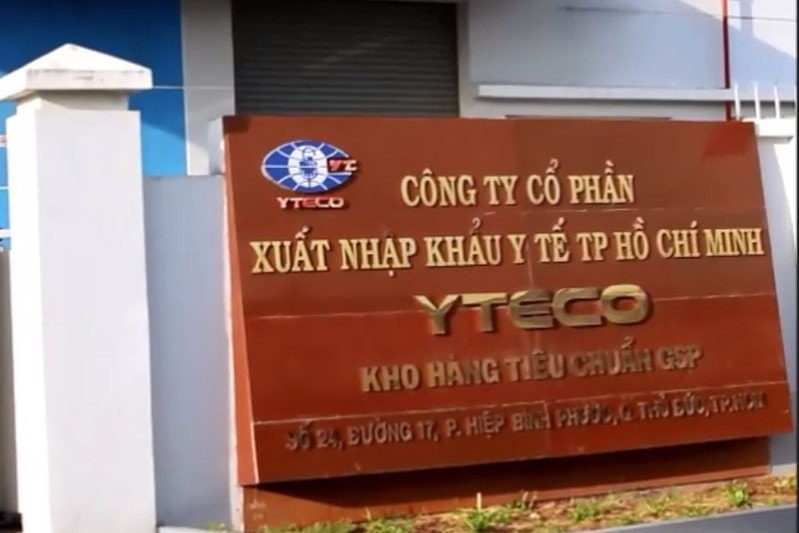 YT
YTECO
CÔNG TY CỔ PHẦN
XUẤT NHẬP KHẨU Y TẾ TP HỒ CHÍ MINH
YTECO
KHO HÀNG TIÊU CHUẨN GSP
SỐ 24, ĐƯỜNG 17, P. HIỆP BÌNH PHƯỚC, Q. THỦ ĐỨC, TP.HCM